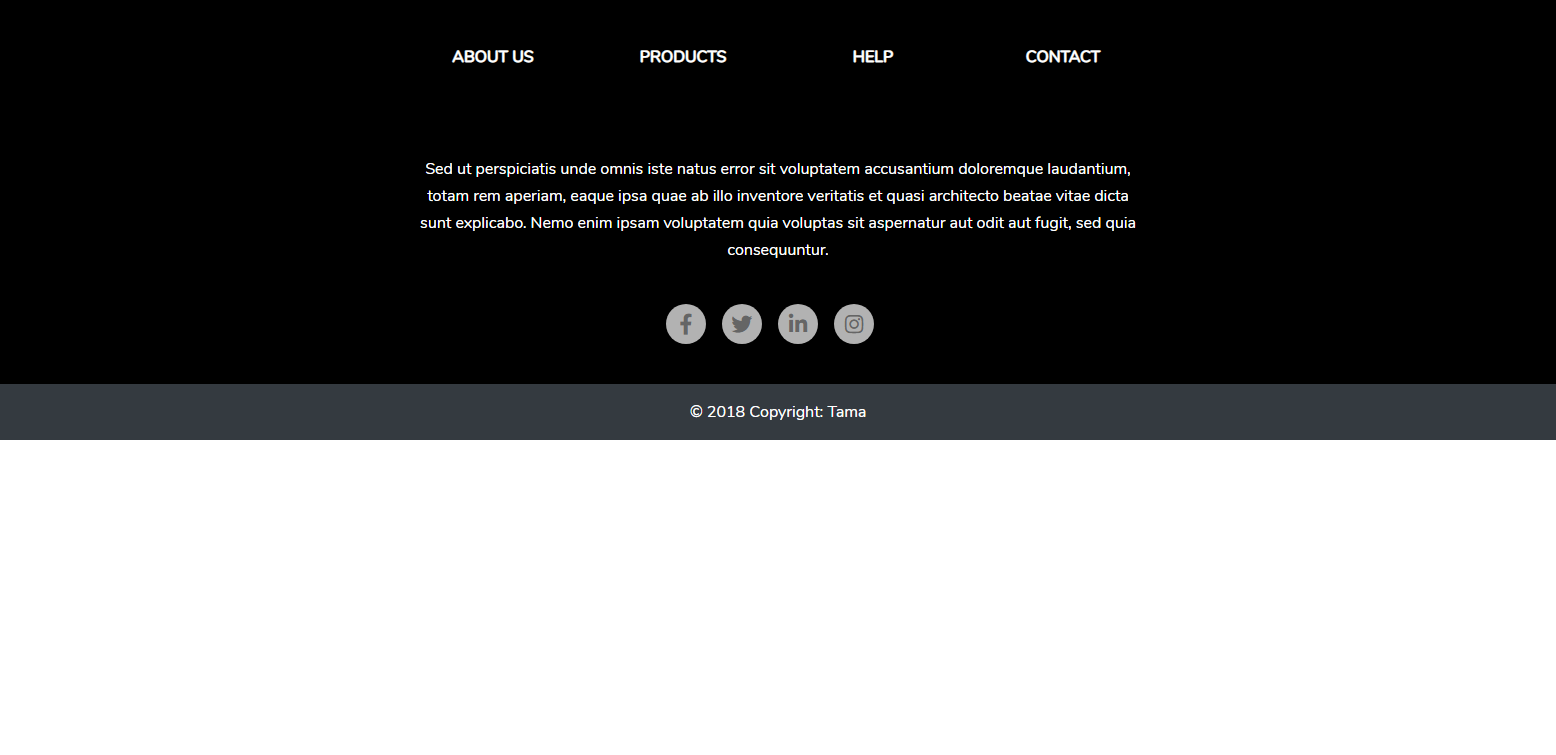 ABOUT US PRODUCTS HELP CONTACT
Sed ut perspiciatis unde omnis iste natus error sit voluptatem accusantium doloremque laudantium,
totam rem aperiam, eaque ipsa quae ab illo inventore veritatis et quasi architecto beatae vitae dicta
sunt explicabo. Nemo enim ipsam voluptatem quia voluptas sit aspernatur aut odit aut fugit, sed quia
consequuntur.
© 2018 Copyright: Tama